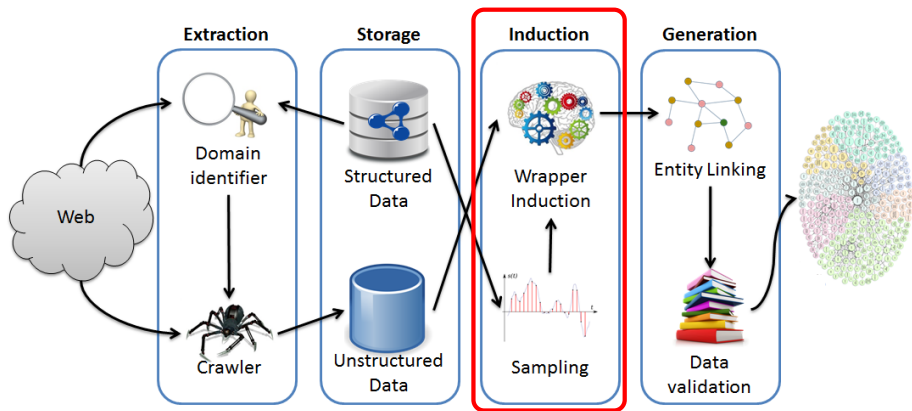 Extraction
Storage
Induction
Generation
Web
Domain
identifier
Crawler
Structured
Data
Unstructured
Data
Wrapper
Induction
x(t)
t
Sampling
Entity Linking
Data
validation